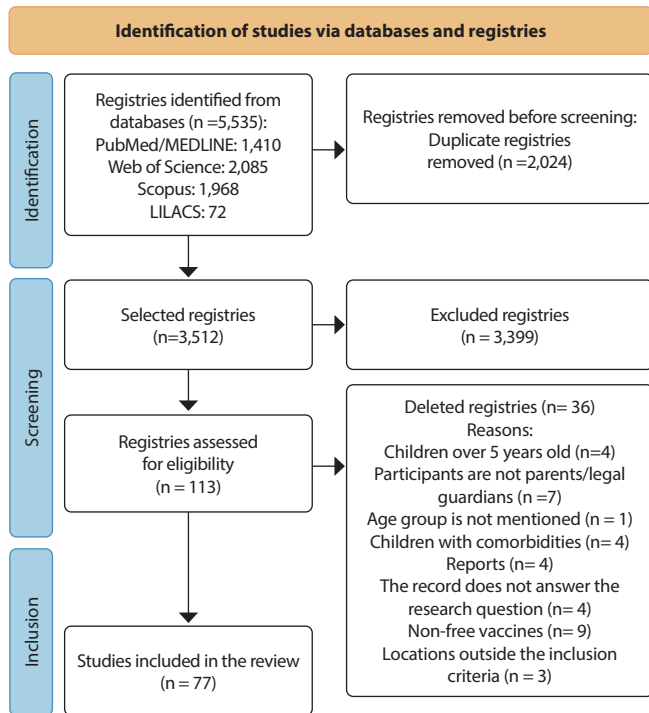 Identification of studies via databases and registries
Identification
Registries identified from
databases (n =5,535):
PubMed/MEDLINE: 1,410
Web of Science: 2,085
Scopus: 1,968
LILACS: 72
Registries removed before screening:
Duplicate registries
removed (n =2,024)
Screening
Selected registries
(n=3,512)
Excluded registries
(n = 3,399)
Registries assessed
for eligibility
(n = 113)
Deleted registries (n= 36)
Reasons:
Children over 5 years old (n=4)
Participants are not parents/legal
guardians (n =7)
Age group is not mentioned (n = 1)
Children with comorbidities (n= 4)
Reports (n= 4)
The record does not answer the
research question (n= 4)
Non-free vaccines (n= 9)
Locations outside the inclusion
criteria (n = 3)
Inclusion
Studies included in the review
(n = 77)